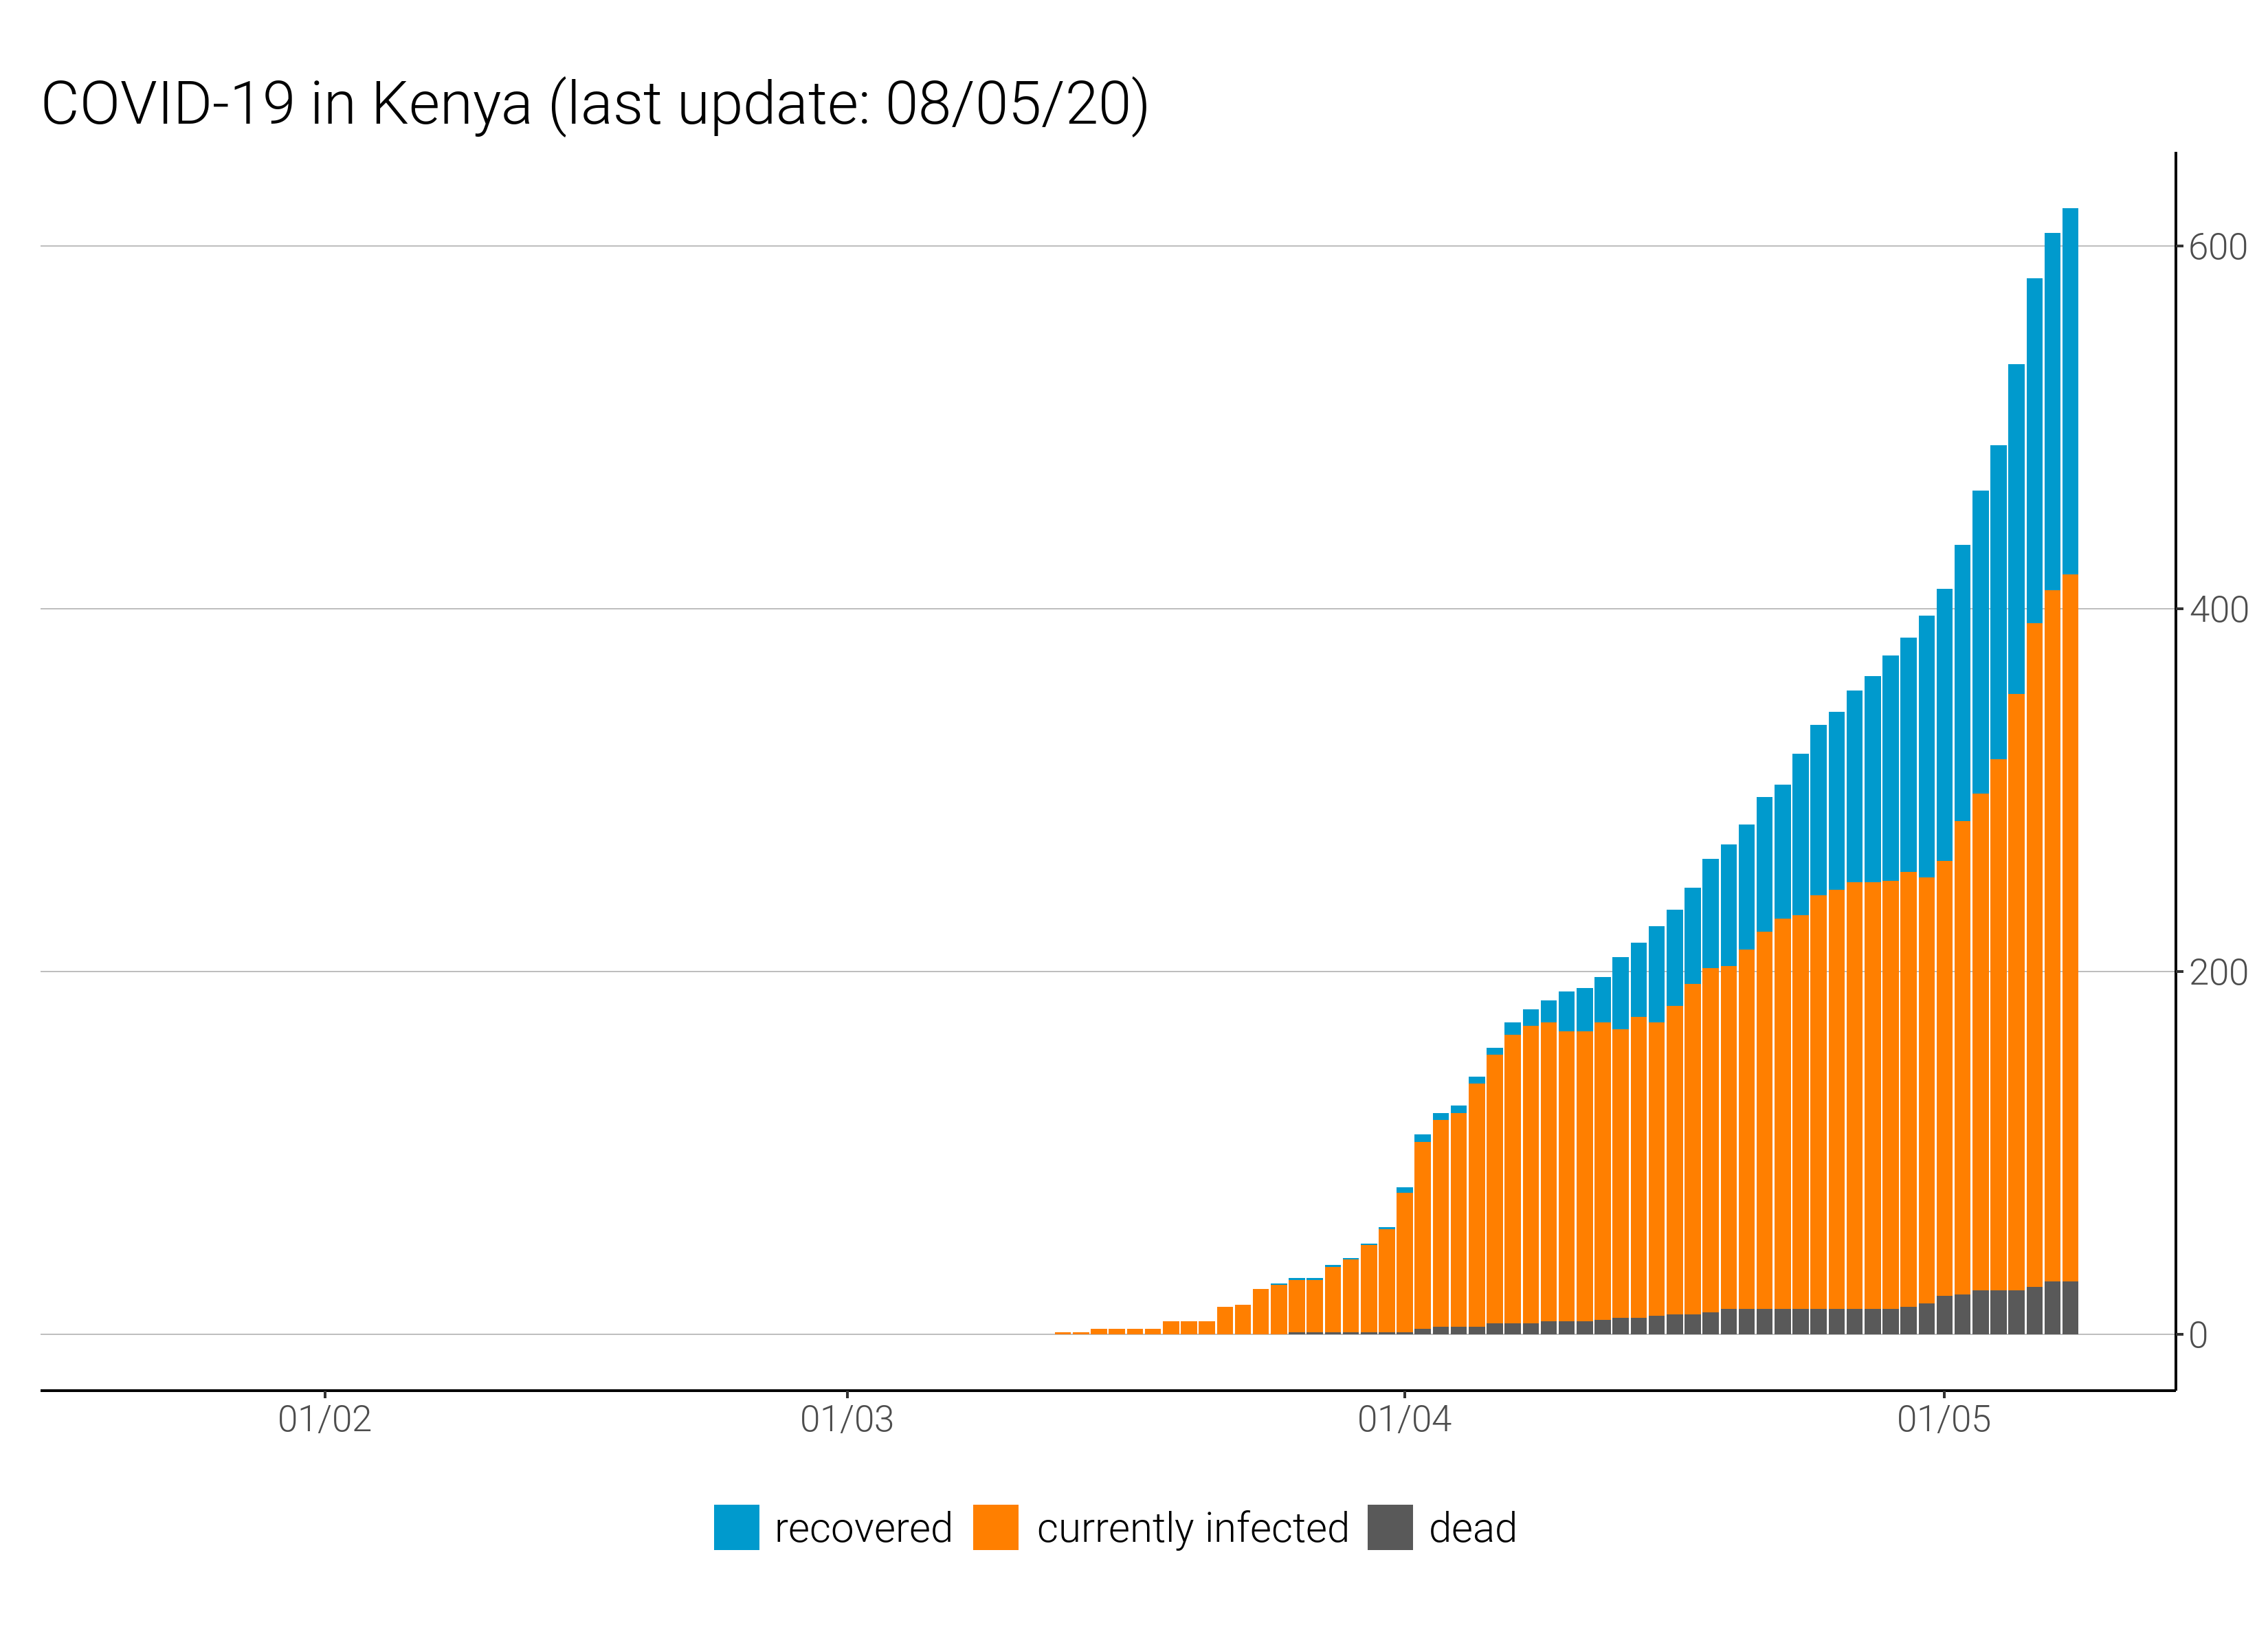 COVID-19 in Kenya (last update: 08/05/20)
600
400
200
0
01/02 01/03 01/04 01/05
recovered currently infected dead